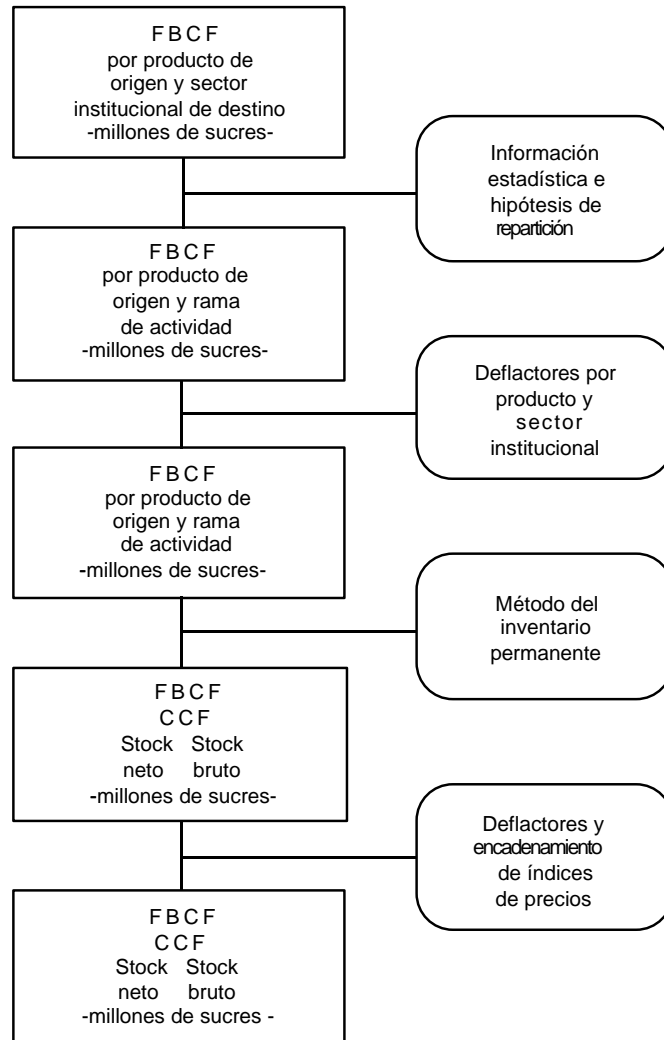 F B C F
por producto de
origen y sector
institucional de destino
-millones de sucres-
Información
estadística e
hipótesis de
repartición
F B C F
por producto de
origen y rama
de actividad
-millones de sucres-
Deflactores por
producto y
sector
institucional
F B C F
por producto de
origen y rama
de actividad
-millones de sucres-
Método del
inventario
permanente
F B C F
C C F
Stock Stock
neto bruto
-millones de sucres-
Deflactores y
encadenamiento
de índices
de precios
F B C F
C C F
Stock Stock
neto bruto
-millones de sucres -